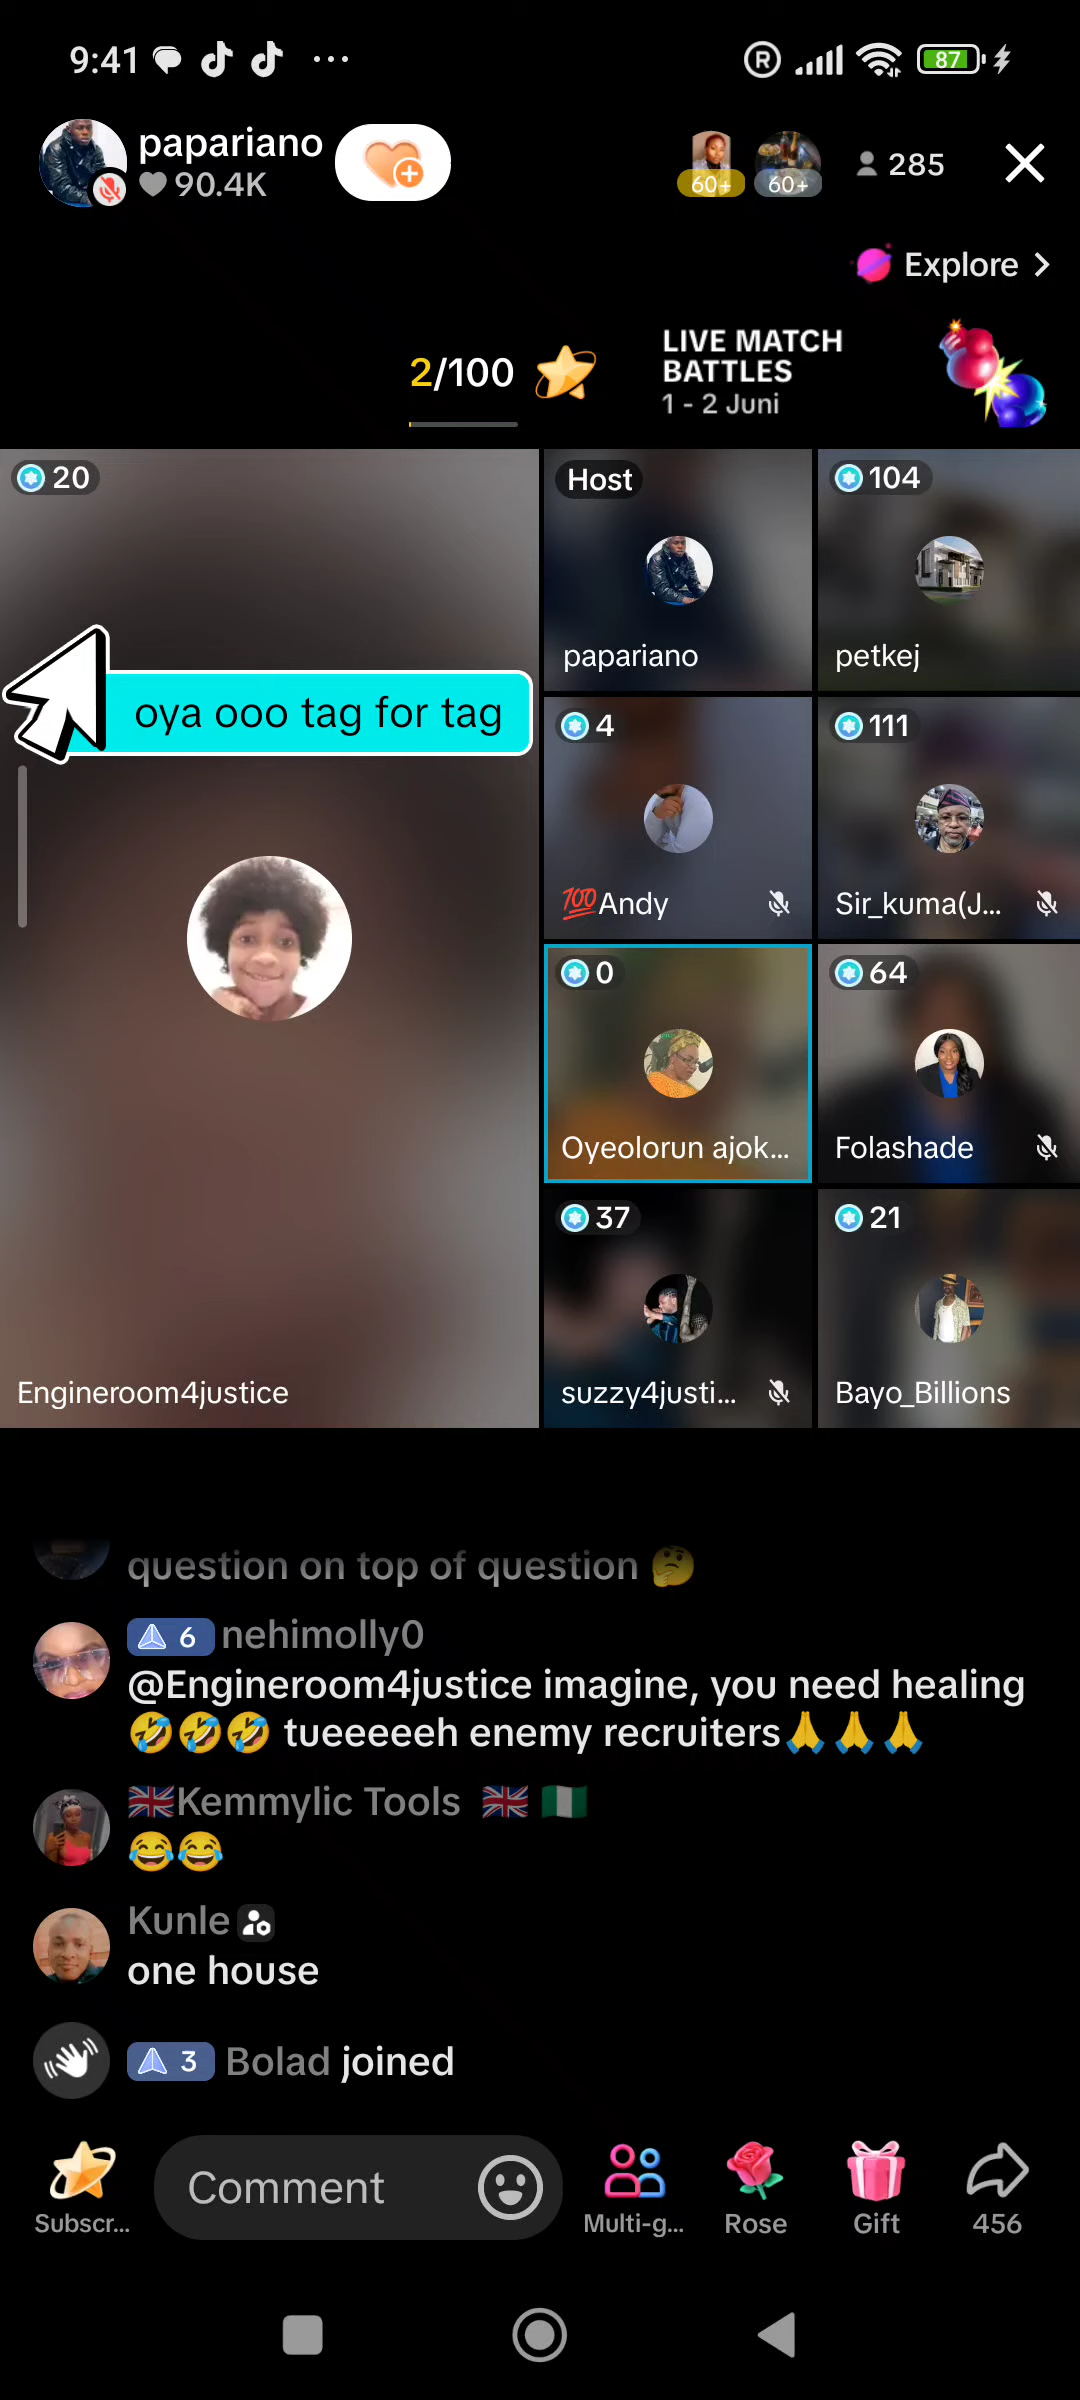 9:41
R
87
papariano
90.4K
60+
60+
285
Explore
2/100
LIVE MATCH
BATTLES
1 - 2 Juni
20
Host
104
oya ooo tag for tag
papariano
petkej
4
111
💯Andy
Sir_kuma(J...
0
64
Oyeolorun ajok...
Folashade
37
21
Engineroom4justice
suzzy4justi...
Bayo_Billions
question on top of question 🤔
6 nehimolly0
@Engineroom4justice imagine, you need healing
🤣🤣🤣 tueeeeeh enemy recruiters🙏🙏🙏
🇬🇧Kemmylic Tools 🇬🇧 🇳🇬
😂😂
Kunle
one house
3 Bolad joined
Comment
Subscr...
Multi-g...
Rose
Gift
456